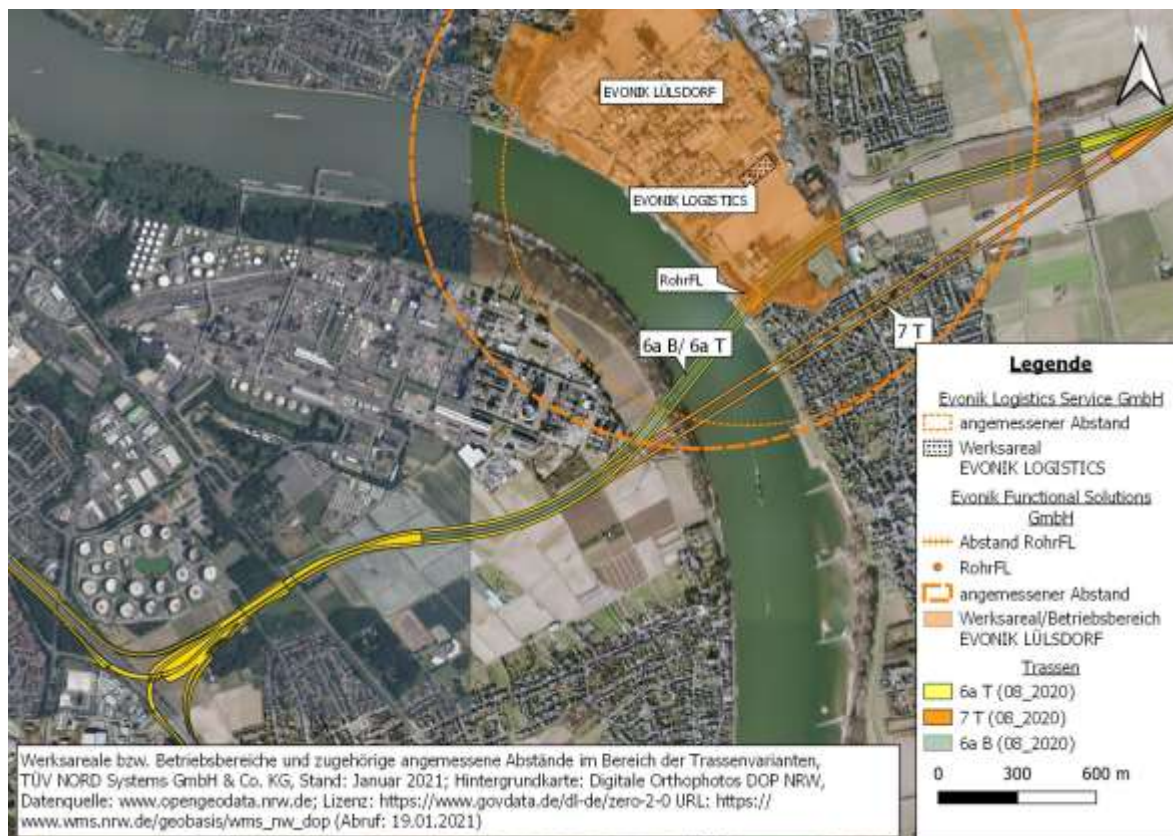 N
EVONIK LÜLSDORF
EVONIK LOGISTICS
RohrFL
6a B/ 6a T
7 T
Legende
Evonik Logistics Service GmbH
angemessener Abstand
Werksareal
EVONIK LOGISTICS
Evonik Functional Solutions
GmbH
Abstand RohrFL
RohrFL
angemessener Abstand
Werksareal/Betriebsbereich
EVONIK LÜLSDORF
Trassen
6a T (08_2020)
7 T (08_2020)
6a B (08_2020)
0 300 600 m
Werksareale bzw. Betriebsbereiche und zugehörige angemessene Abstände im Bereich der Trassenvarianten,
TÜV NORD Systems GmbH & Co. KG, Stand: Januar 2021; Hintergrundkarte: Digitale Orthophotos DOP NRW,
Datenquelle: www.opengeodata.nrw.de; Lizenz: https://www.govdata.de/dl-de/zero-2-0 URL: https://
www.wms.nrw.de/geobasis/wms_nw_dop (Abruf: 19.01.2021)